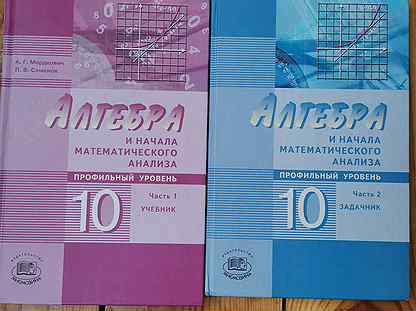 А. Г. Мордкович
П. В. Семенов
АЛГЕБРА
И НАЧАЛА
МАТЕМАТИЧЕСКОГО
АНАЛИЗА
ПРОФИЛЬНЫЙ УРОВЕНЬ
10
Часть 1
УЧЕБНИК
АЛГЕБРА
И НАЧАЛА
МАТЕМАТИЧЕСКОГО
АНАЛИЗА
ПРОФИЛЬНЫЙ УРОВЕНЬ
10
Часть 2
ЗАДАЧНИК